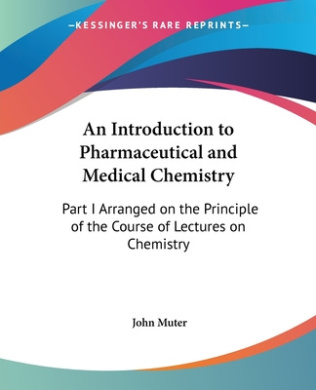 ~KESSINGER'S RARE REPRINTS~
An Introduction to
Pharmaceutical and
Medical Chemistry
Part I Arranged on the Principle
of the Course of Lectures on
Chemistry
John Muter